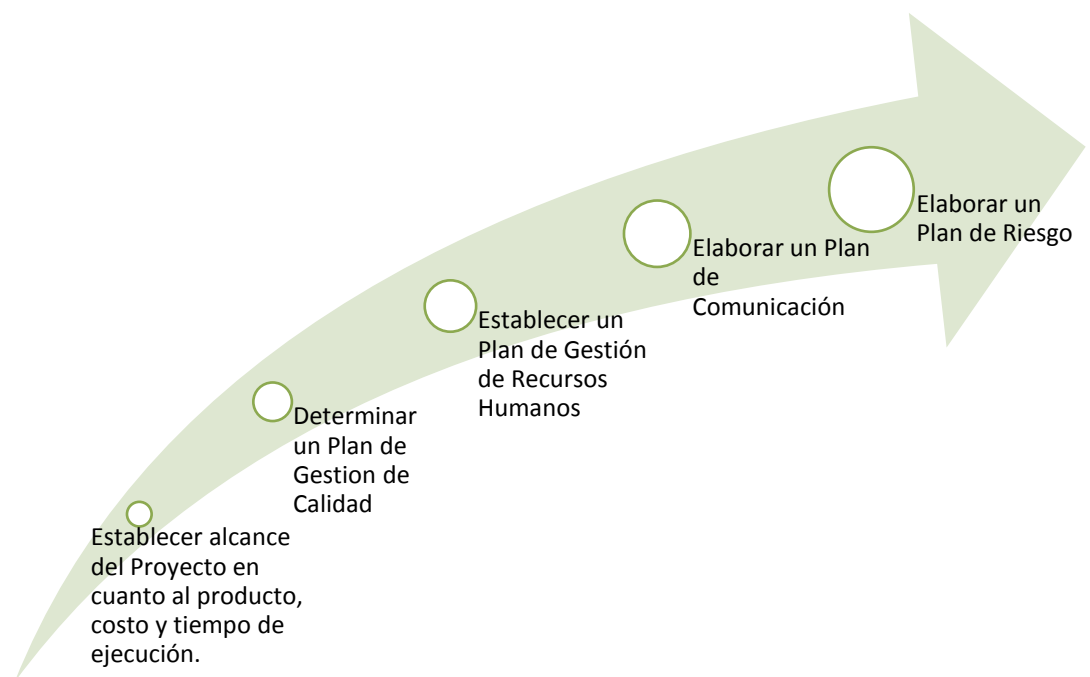 Establecer alcance
del Proyecto en
cuanto al producto,
costo y tiempo de
ejecución.
Determinar
un Plan de
Gestion de
Calidad
Establecer un
Plan de Gestión
de Recursos
Humanos
Elaborar un Plan
de
Comunicación
Elaborar un
Plan de Riesgo